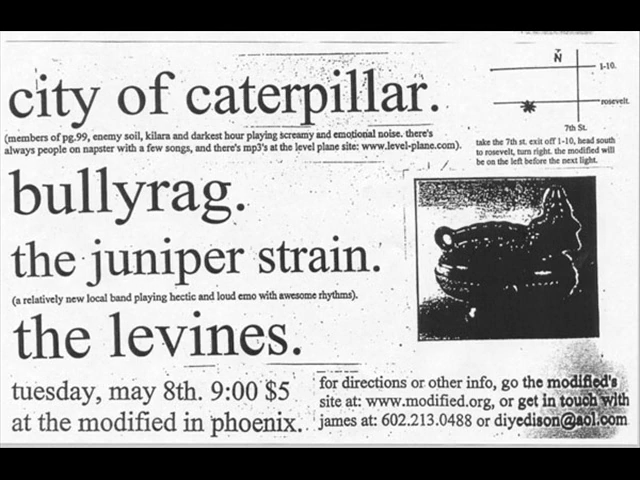 city of caterpillar.
(members of pg.99, enemy soil, kilara and darkest hour playing screamy and emotional noise. there's
always people on napster with a few songs, and there's mp3's at the level plane site: www.level-plane.com).
bullyrag.
the juniper strain.
(a relatively new local band playing hectic and loud emo with awesome rhythms).
the levines.
tuesday, may 8th. 9:00 $5
at the modified in phoenix.
N
1-10.
rosevelt.
7th St.
take the 7th st. exit off 1-10, head south
to rosevelt, turn right. the modified will
be on the left before the next light.
for directions or other info, go the modified's
site at: www.modified.org, or get in touch with
james at: 602.213.0488 or diyedison@aol.com